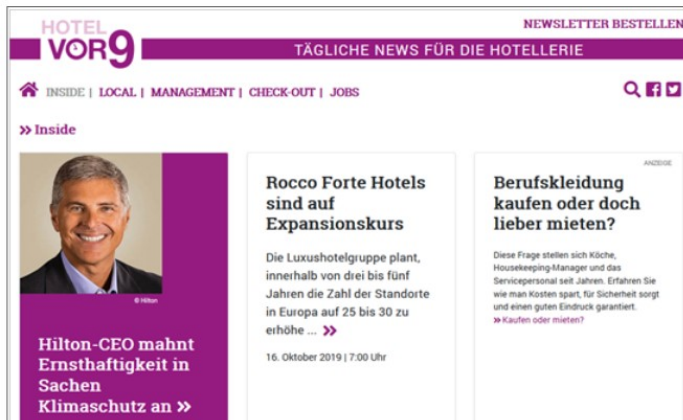 HOTEL
NEWSLETTER BESTELLEN
VOR9
TÄGLICHE NEWS FÜR DIE HOTELLERIE
INSIDE | LOCAL | MANAGEMENT | CHECK-OUT | JOBS
» Inside
© Hilton
Hilton-CEO mahnt
Ernsthaftigkeit in
Sachen
Klimaschutz an »
Rocco Forte Hotels
sind auf
Expansionskurs
Die Luxushotelgruppe plant,
innerhalb von drei bis fünf
Jahren die Zahl der Standorte
in Europa auf 25 bis 30 zu
erhöhe ... »
16. Oktober 2019 | 7:00 Uhr
ANZEIGE
Berufskleidung
kaufen oder doch
lieber mieten?
Diese Frage stellen sich Köche,
Housekeeping-Manager und das
Servicepersonal seit Jahren. Erfahren Sie
wie man Kosten spart, für Sicherheit sorgt
und einen guten Eindruck garantiert.
» Kaufen oder mieten?